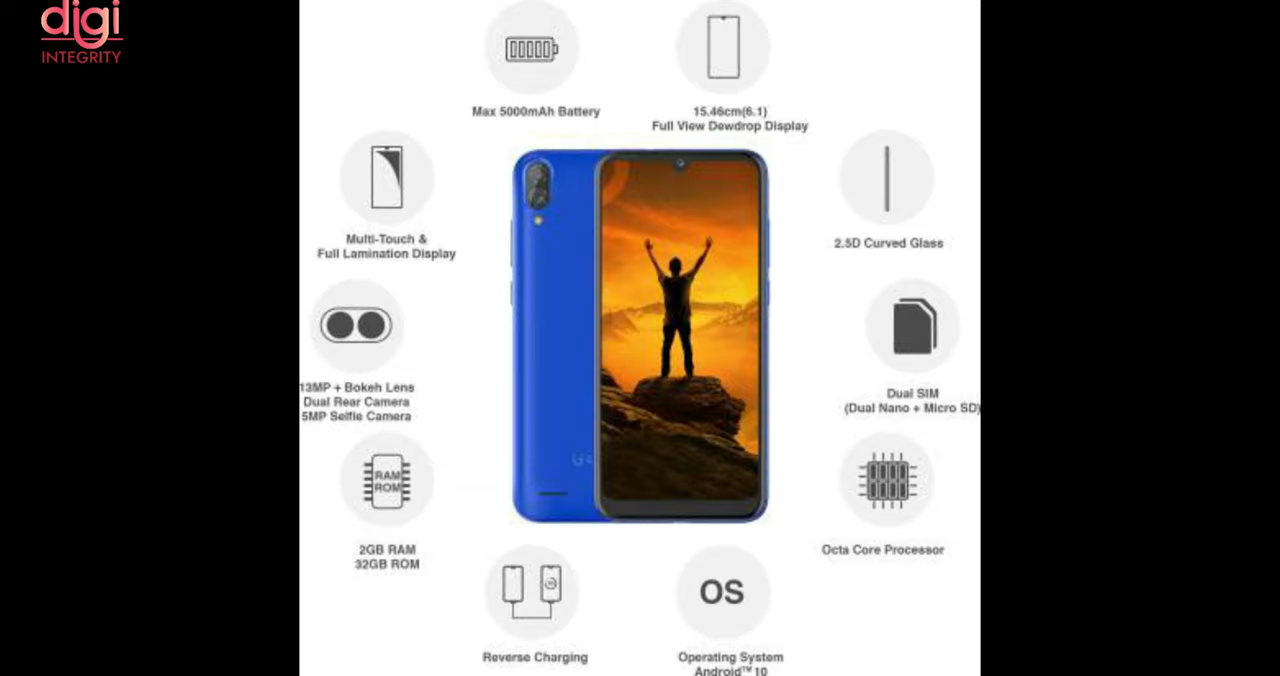 digi
INTEGRITY
Max 5000mAh Battery
15.46cm(6.1)
Full View Dewdrop Display
Multi-Touch &
Full Lamination Display
2.5D Curved Glass
13MP + Bokeh Lens
Dual Rear Camera
5MP Selfie Camera
Dual SIM
(Dual Nano + Micro SD)
RAM
ROM
2GB RAM
32GB ROM
Octa Core Processor
OS
Reverse Charging
Operating System
Android™ 10